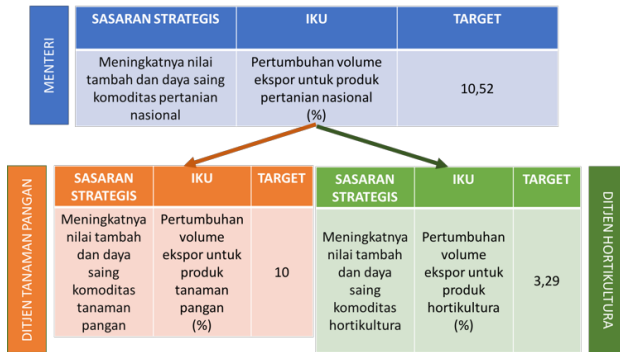 MENTERI
SASARAN STRATEGIS IKU TARGET
Meningkatnya nilai
tambah dan daya saing
komoditas pertanian
nasional
Pertumbuhan volume
ekspor untuk produk
pertanian nasional
(%)
10,52
DITJEN TANAMAN PANGAN
SASARAN
STRATEGIS
IKU
TARGET
Meningkatnya
nilai tambah
dan daya
saing
komoditas
tanaman
pangan
Pertumbuhan
volume
ekspor untuk
produk
tanaman
pangan
(%)
10
SASARAN
STRATEGIS
IKU
TARGET
Meningkatnya
nilai tambah
dan daya
saing
komoditas
hortikultura
Pertumbuhan
volume
ekspor untuk
produk
hortikultura
(%)
3,29
DITJEN HORTIKULTURA